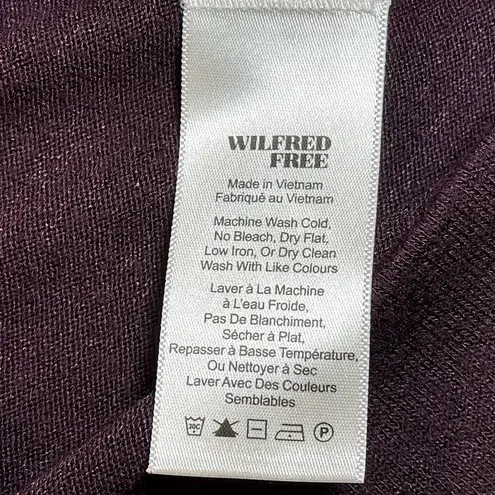 WILFRED
FREE
Made in Vietnam
Fabriqué au Vietnam
Machine Wash Cold,
No Bleach, Dry Flat,
Low Iron, Or Dry Clean
Wash With Like Colours
Laver à La Machine
à L'eau Froide,
Pas De Blanchiment,
Sécher à Plat,
Repasser à Basse Température,
Ou Nettoyer à Sec
Laver Avec Des Couleurs
Semblables
30C P